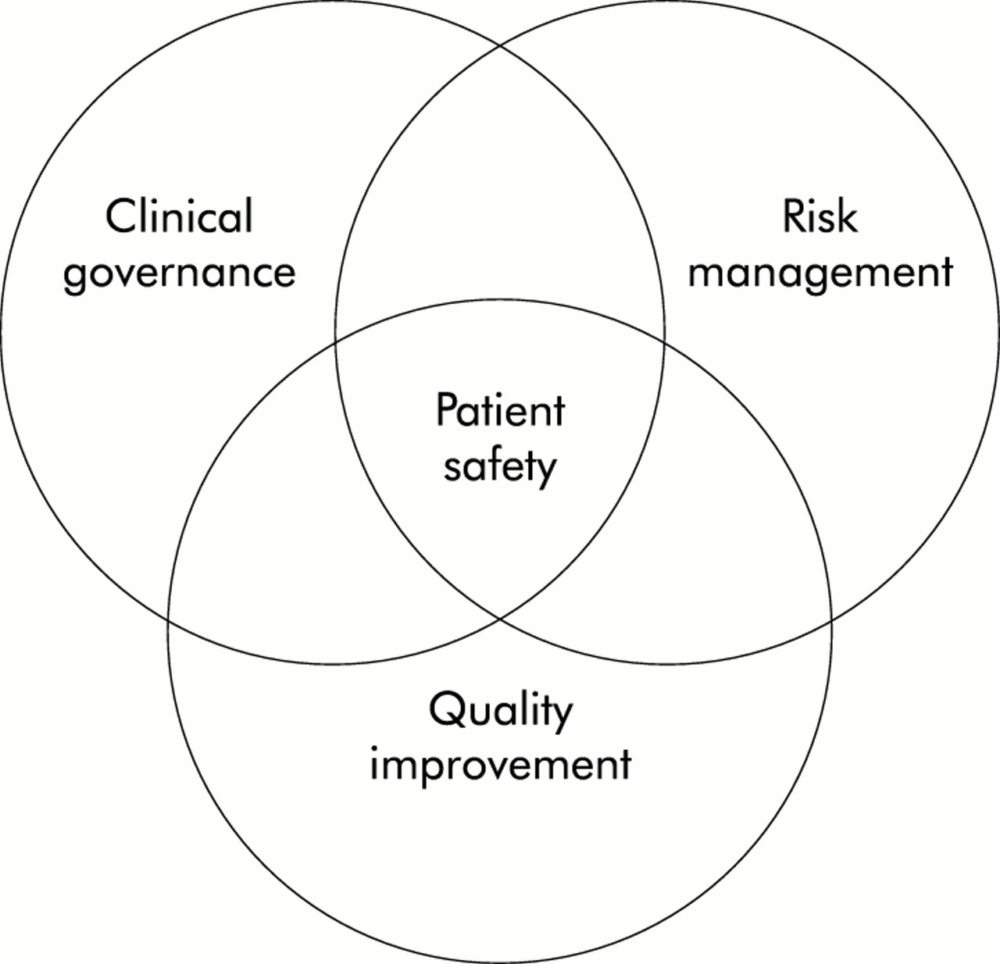 Clinical
governance
Risk
management
Patient
safety
Quality
improvement